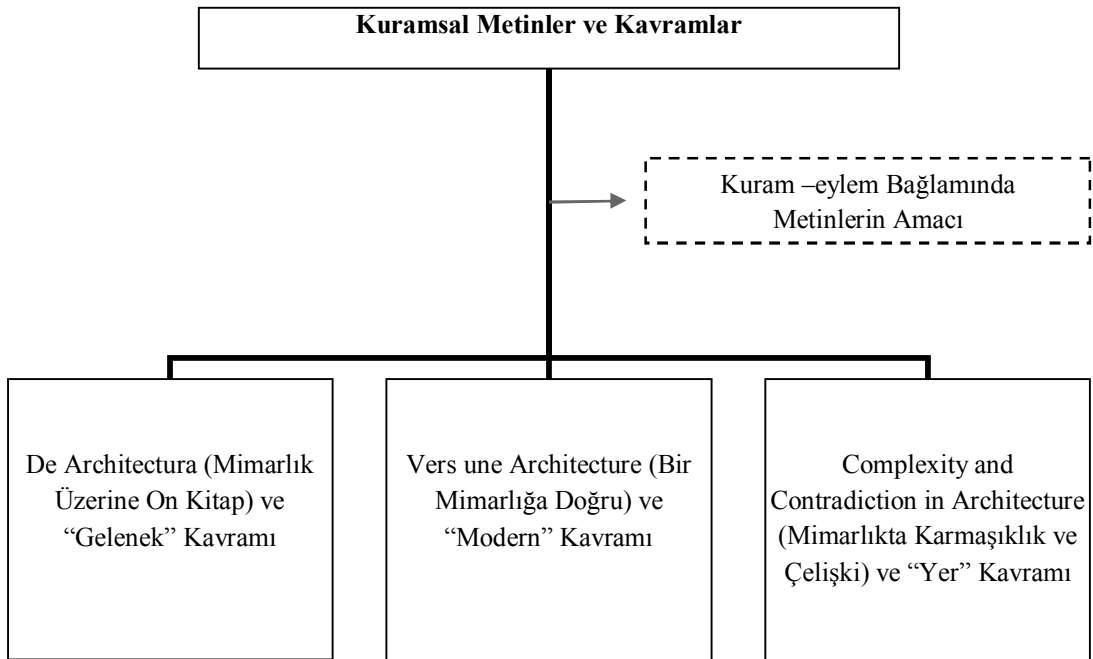 Kuramsal Metinler ve Kavramlar
Kuram –eylem Bağlamında
Metinlerin Amacı
De Architectura (Mimarlık
Üzerine On Kitap) ve
“Gelenek” Kavramı
Vers une Architecture (Bir
Mimarlığa Doğru) ve
“Modern” Kavramı
Complexity and
Contradiction in Architecture
(Mimarlıkta Karmaşıklık ve
Çelişki) ve “Yer” Kavramı